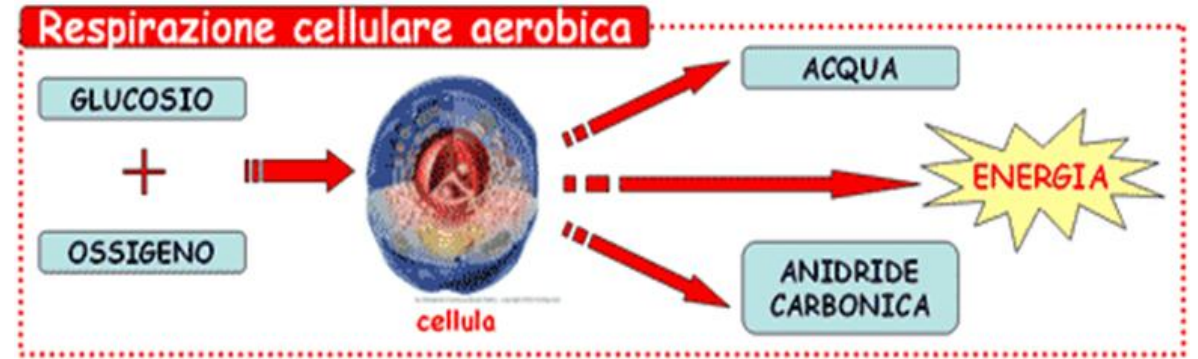 Respirazione cellulare aerobica
GLUCOSIO
+
OSSIGENO
cellula
ACQUA
ENERGIA
ANIDRIDE
CARBONICA